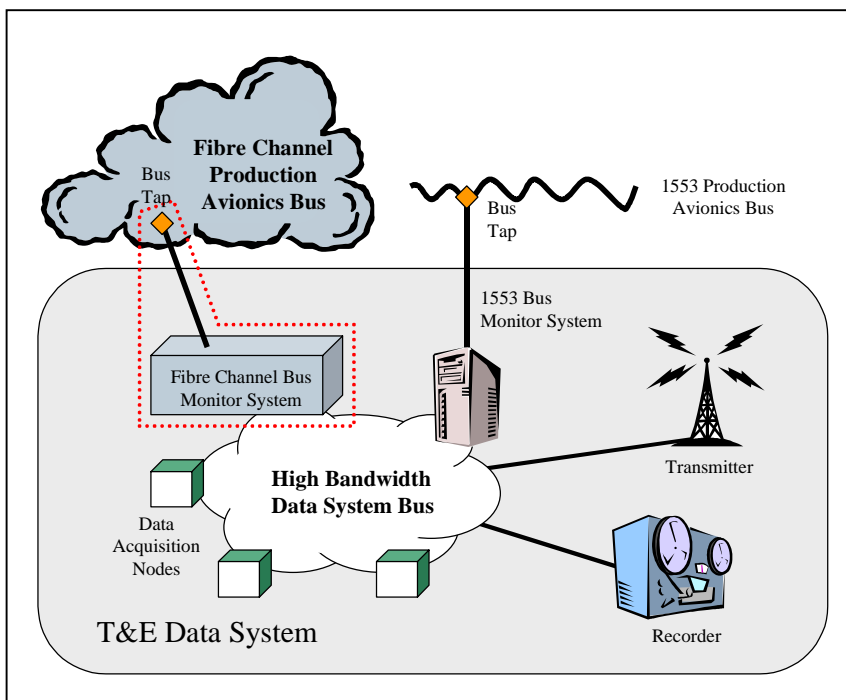 Fibre Channel
Production
Avionics Bus
Bus
Tap
Bus
Tap
1553 Production
Avionics Bus
1553 Bus
Monitor System
Fibre Channel Bus
Monitor System
Transmitter
High Bandwidth
Data System Bus
Data
Acquisition
Nodes
T&E Data System
Recorder